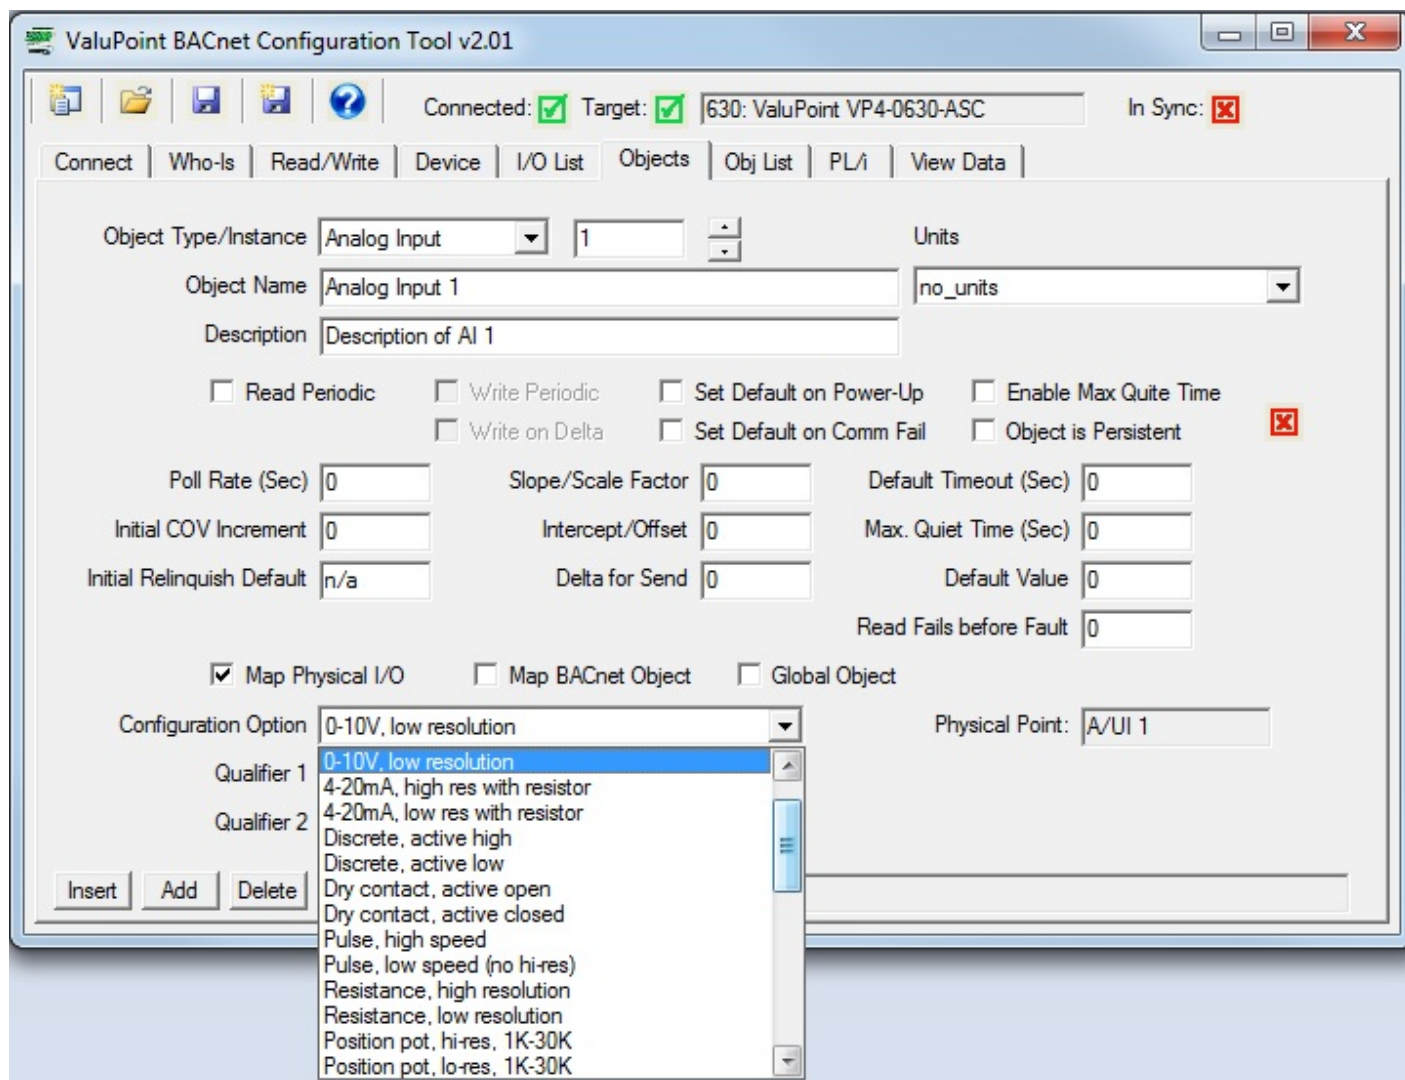 ValuPoint BACnet Configuration Tool v2.01
Connected: Target: 630: ValuPoint VP4-0630-ASC In Sync:
Connect Who-Is Read/Write Device I/O List Objects Obj List PL/i View Data
Object Type/Instance Analog Input 1 Units
Object Name Analog Input 1 no_units
Description Description of AI 1
Read Periodic Write Periodic Set Default on Power-Up Enable Max Quite Time
Write on Delta Set Default on Comm Fail Object is Persistent
Poll Rate (Sec) 0 Slope/Scale Factor 0 Default Timeout (Sec) 0
Initial COV Increment 0 Intercept/Offset 0 Max. Quiet Time (Sec) 0
Initial Relinquish Default n/a Delta for Send 0 Default Value 0
Read Fails before Fault 0
Map Physical I/O Map BACnet Object Global Object
Configuration Option 0-10V, low resolution Physical Point: A/UI 1
Qualifier 1
Qualifier 2
0-10V, low resolution
4-20mA, high res with resistor
4-20mA, low res with resistor
Discrete, active high
Discrete, active low
Dry contact, active open
Dry contact, active closed
Pulse, high speed
Pulse, low speed (no hi-res)
Resistance, high resolution
Resistance, low resolution
Position pot, hi-res, 1K-30K
Position pot, lo-res, 1K-30K
Insert Add Delete